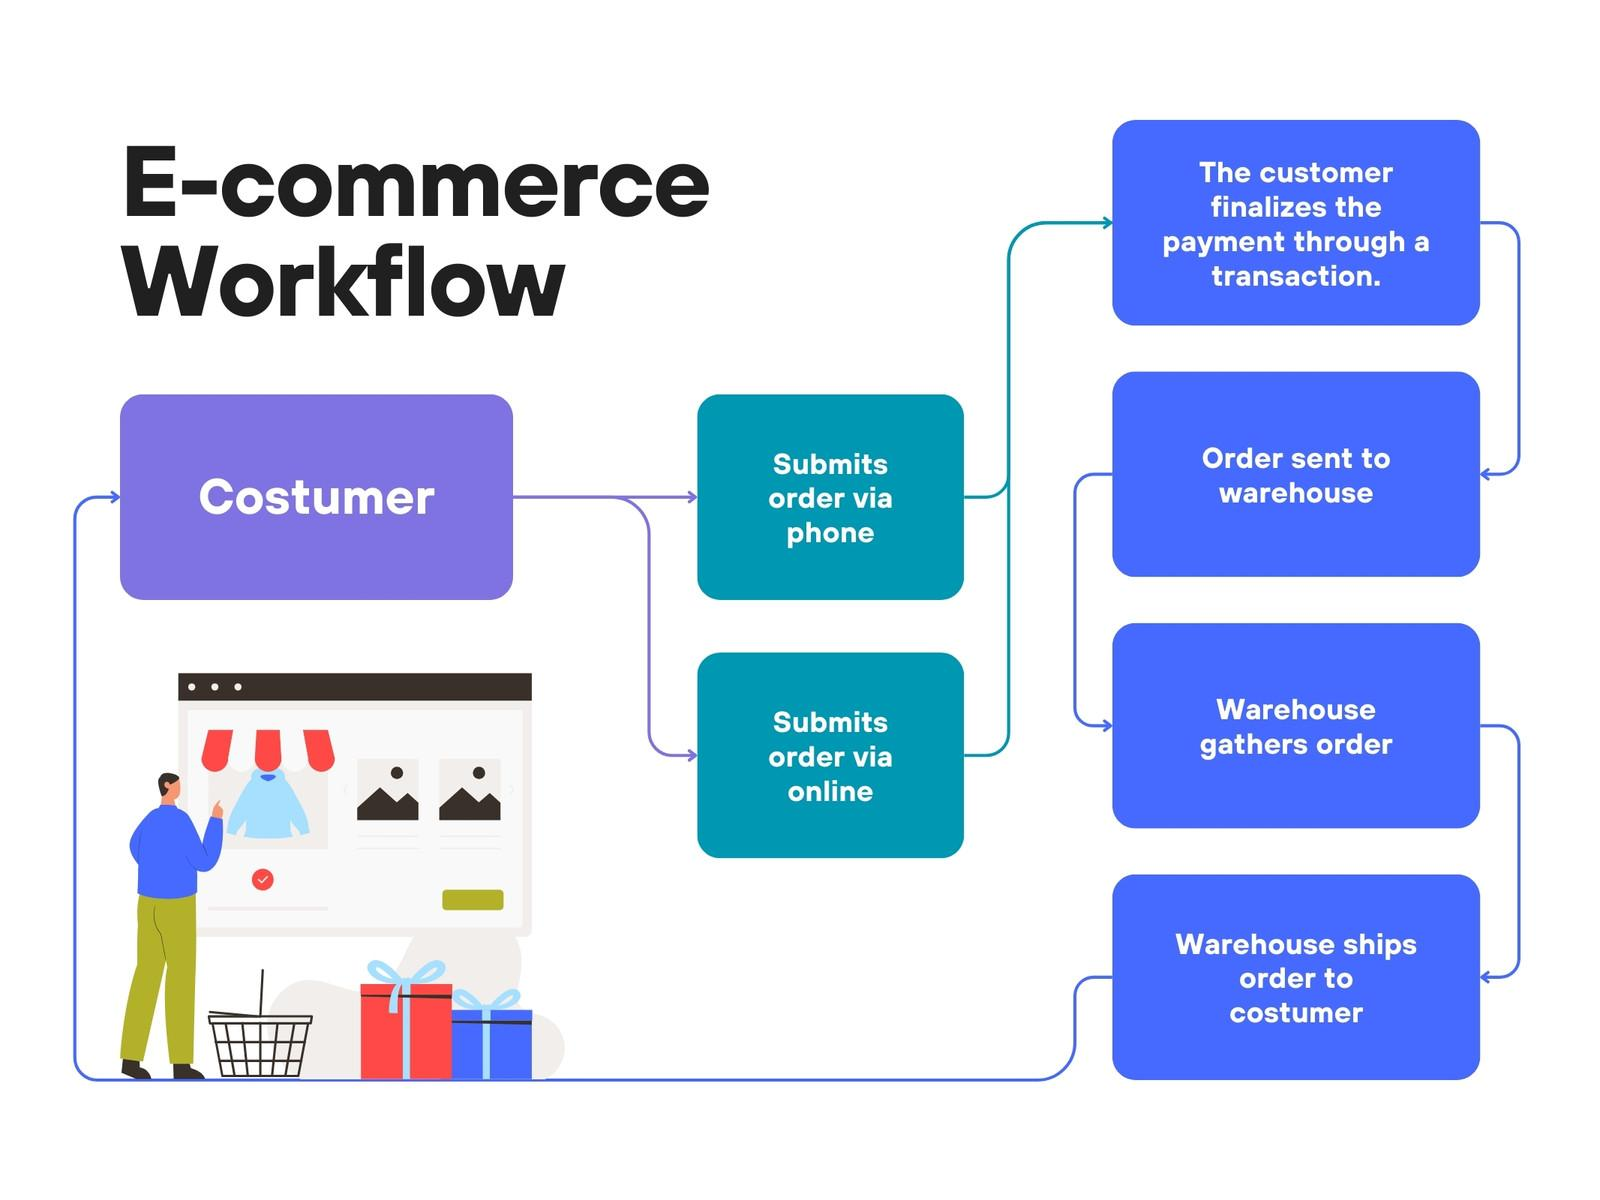 E-commerce
Workflow
Costumer
Submits
order via
phone
Submits
order via
online
The customer
finalizes the
payment through a
transaction.
Order sent to
warehouse
Warehouse
gathers order
Warehouse ships
order to
costumer